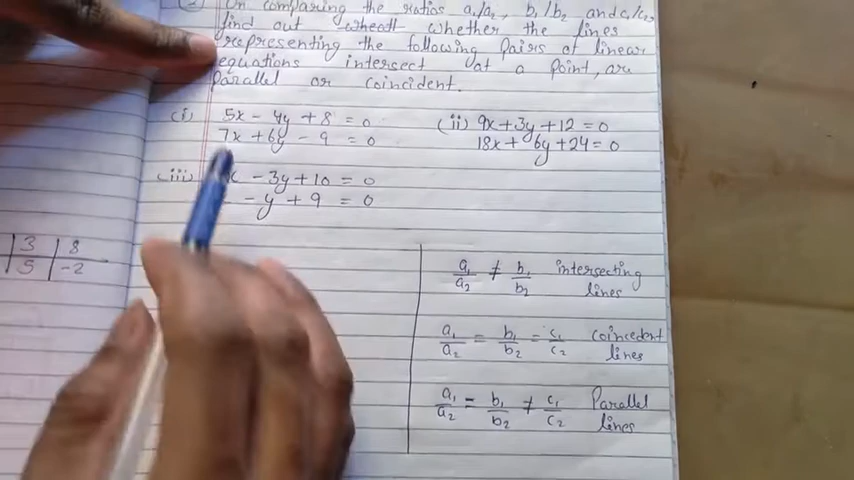 On comparing the ratios a₁/a₂, b₁/b₂ and c₁/c₂
find out wheatl whether the lines
representing the following pairs of linear
equations intersect at a point, are
Parallel or coincident.
(i) 5x - 4y + 8 = 0
7x + 6y - 9 = 0
(ii) 9x + 3y + 12 = 0
18x + 6y + 24 = 0
(iii) x - 3y + 10 = 0
- y + 9 = 0
3 | 8
5 | -2
a₁/a₂ ≠ b₁/b₂ intersecting
lines
a₁/a₂ = b₁/b₂ = c₁/c₂ coincedent
lines
a₁/a₂ = b₁/b₂ ≠ c₁/c₂ Parallel
lines